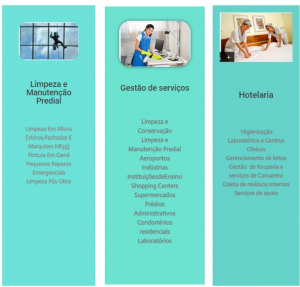 Limpeza e
Manutenção
Predial
Limpeza Em Altura
(Vidros,Fachadas E
Marquises NR35)
Pintura Em Geral
Pequenos Reparos
Emergenciais
Limpeza Pós Obra
Gestão de serviços
Limpeza e
Conservação
Limpeza e
Manutenção Predial
Aeroportos
Indústrias
InstituiçõesdeEnsino
Shopping Centers
Supermercados
Prédios
Administrativos
Condomínios
residenciais
Laboratórios
Hotelaria
Higienização
Laboratórios e Centros
Clínicos
Gerenciamento de leitos
Gestão de Rouparia e
serviços de Camareira
Coleta de resíduos internos
Serviços de apoio